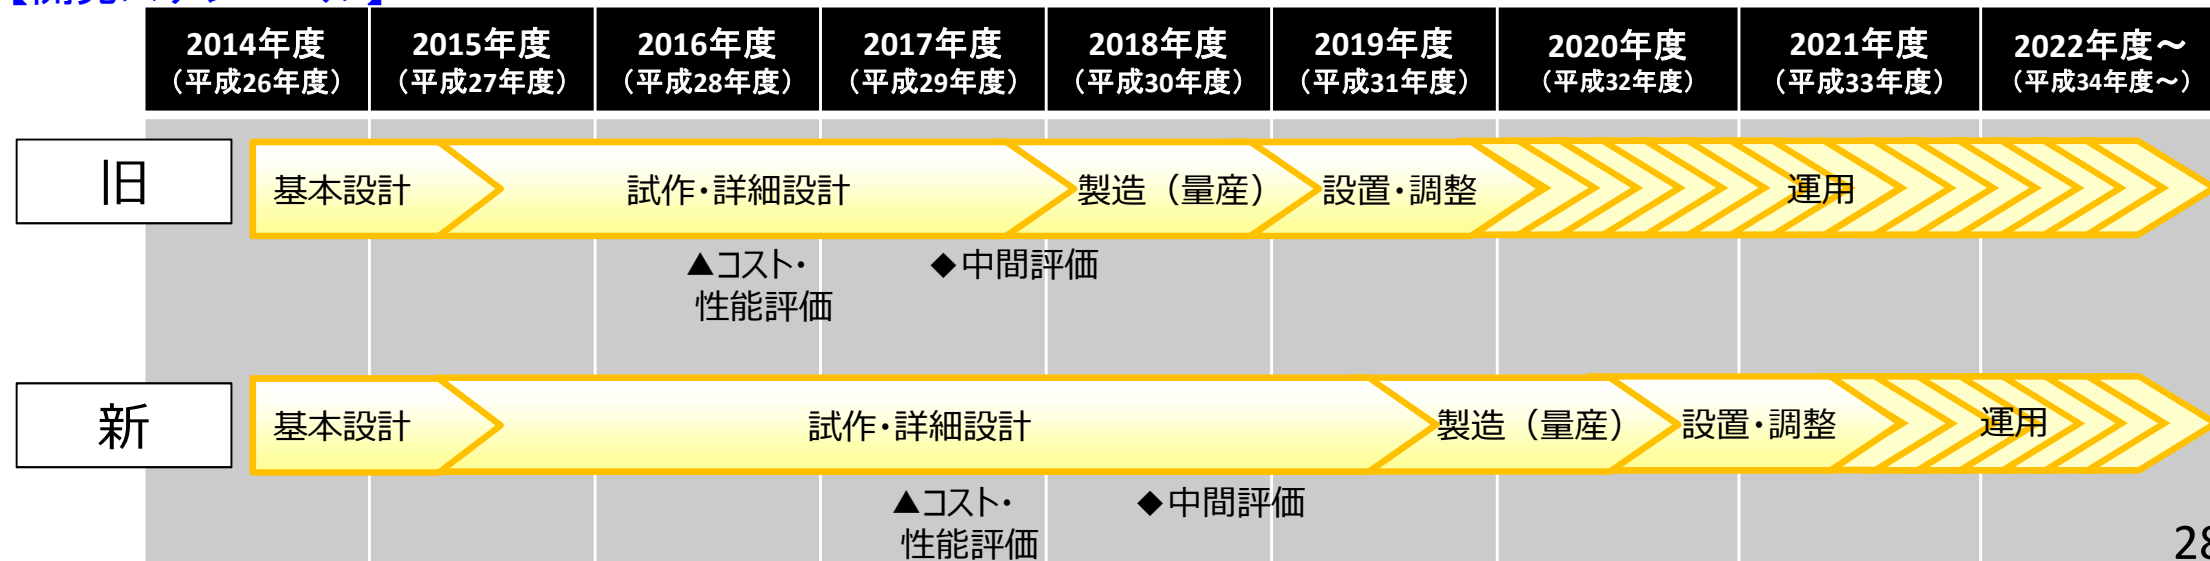 2014年度
（平成26年度）
2015年度
（平成27年度）
2016年度
（平成28年度）
2017年度
（平成29年度）
2018年度
（平成30年度）
2019年度
（平成31年度）
2020年度
（平成32年度）
2021年度
（平成33年度）
2022年度～
（平成34年度～）
旧
基本設計
試作・詳細設計
製造（量産）
設置・調整
運用
▲コスト・
性能評価
◆中間評価
新
基本設計
試作・詳細設計
製造（量産）
設置・調整
運用
▲コスト・
性能評価
◆中間評価
28